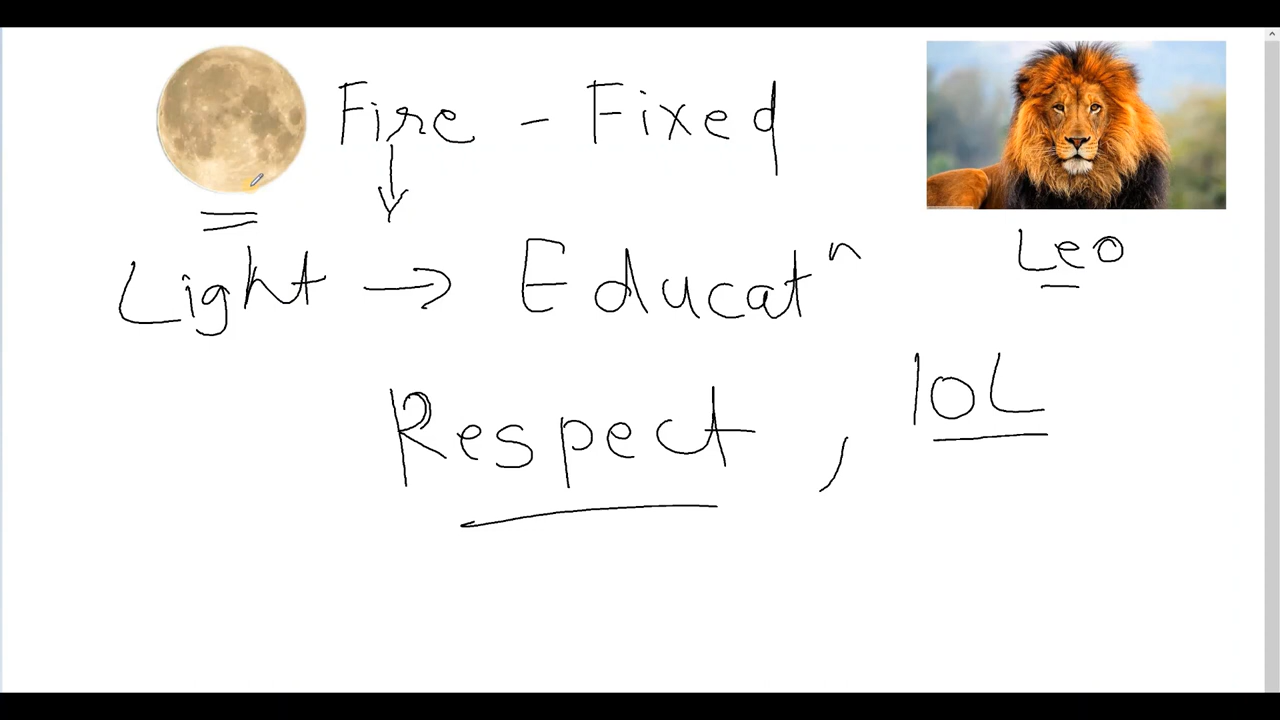 Fire - Fixed
Leo
Light → Educatⁿ
Respect , 10L